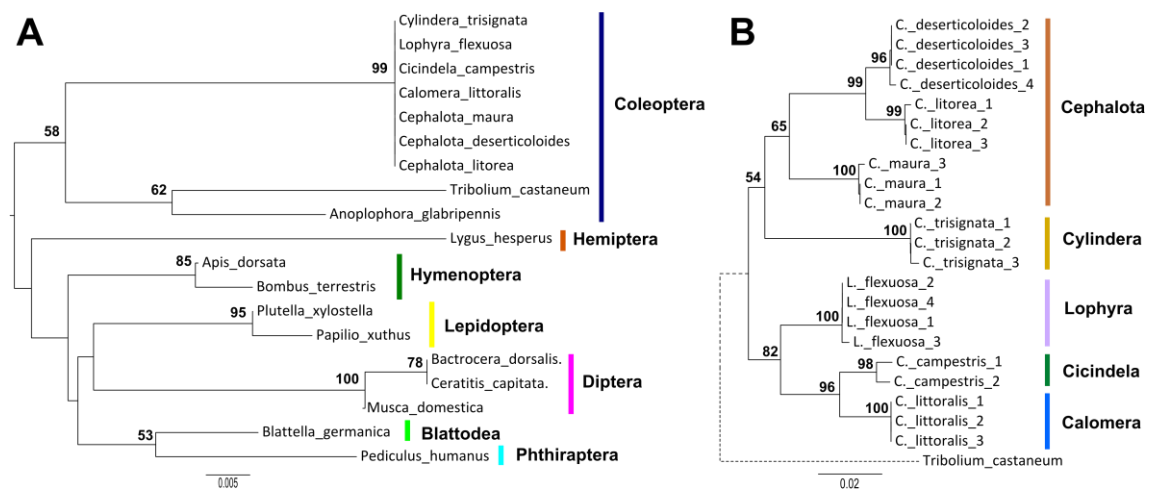 A
Cylindera_trisignata
Lophyra_flexuosa
99
Cicindela_campestris
Calomera_littoralis
Coleoptera
Cephalota_maura
58
Cephalota_deserticoloides
Cephalota_litorea
62
Tribolium_castaneum
Anoplophora_glabripennis
Lygus_hesperus
Hemiptera
85
Apis_dorsata
Hymenoptera
Bombus_terrestris
95
Plutella_xylostella
Lepidoptera
Papilio_xuthus
78
Bactrocera_dorsalis.
100
Ceratitis_capitata.
Diptera
Musca_domestica
53
Blattella_germanica
Blattodea
Pediculus_humanus
Phthiraptera
0.005
B
C._deserticoloides_2
96
C._deserticoloides_3
C._deserticoloides_1
99
C._deserticoloides_4
99
C._litorea_1
Cephalota
C._litorea_2
65
C._litorea_3
C._maura_3
100
C._maura_1
54
C._maura_2
C._trisignata_1
100
C._trisignata_2
Cylindera
C._trisignata_3
L._flexuosa_2
L._flexuosa_4
Lophyra
100
L._flexuosa_1
L._flexuosa_3
82
98
C._campestris_1
Cicindela
C._campestris_2
96
C._littoralis_1
100
C._littoralis_2
Calomera
C._littoralis_3
Tribolium_castaneum
0.02